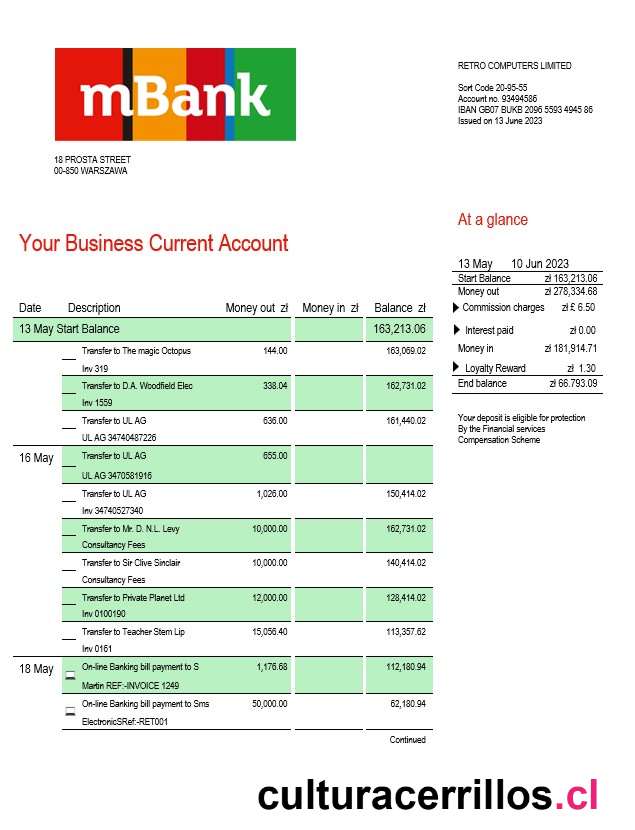 mBank
RETRO COMPUTERS LIMITED
Sort Code 20-95-55
Account no. 93494586
IBAN GB07 BUKB 2096 5593 4945 86
Issued on 13 June 2023
18 PROSTA STREET
00-850 WARSZAWA
Your Business Current Account
Date Description Money out zł Money in zł Balance zł
13 May Start Balance 163,213.06
Transfer to The magic Octopus 144.00 163,069.02
Inv 319
Transfer to D.A. Woodfield Elec 338.04 162,731.02
Inv 1559
Transfer to UL AG 636.00 161,440.02
UL AG 34740487226
16 May Transfer to UL AG 655.00
UL AG 3470581916
Transfer to UL AG 1,026.00 150,414.02
Inv 34740527340
Transfer to Mr. D. N.L. Levy 10,000.00 162,731.02
Consultancy Fees
Transfer to Sir Clive Sinclair 10,000.00 140,414.02
Consultancy Fees
Transfer to Private Planet Ltd 12,000.00 128,414.02
Inv 0100190
Transfer to Teacher Stem Lip 15,056.40 113,357.62
Inv 0161
18 May On-line Banking bill payment to S 1,176.68 112,180.94
Martin REF:-INVOICE 1249
On-line Banking bill payment to Sms 50,000.00 62,180.94
ElectronicSRef:-RET001
Continued
At a glance
13 May 10 Jun 2023
Start Balance zł 163,213.06
Money out zł 278,334.68
Commission charges zł £ 6.50
Interest paid zł 0.00
Money in zł 181,914.71
Loyalty Reward zł 1.30
End balance zł 66.793.09
Your deposit is eligible for protection
By the Financial services
Compensation Scheme
culturacerrillos.cl